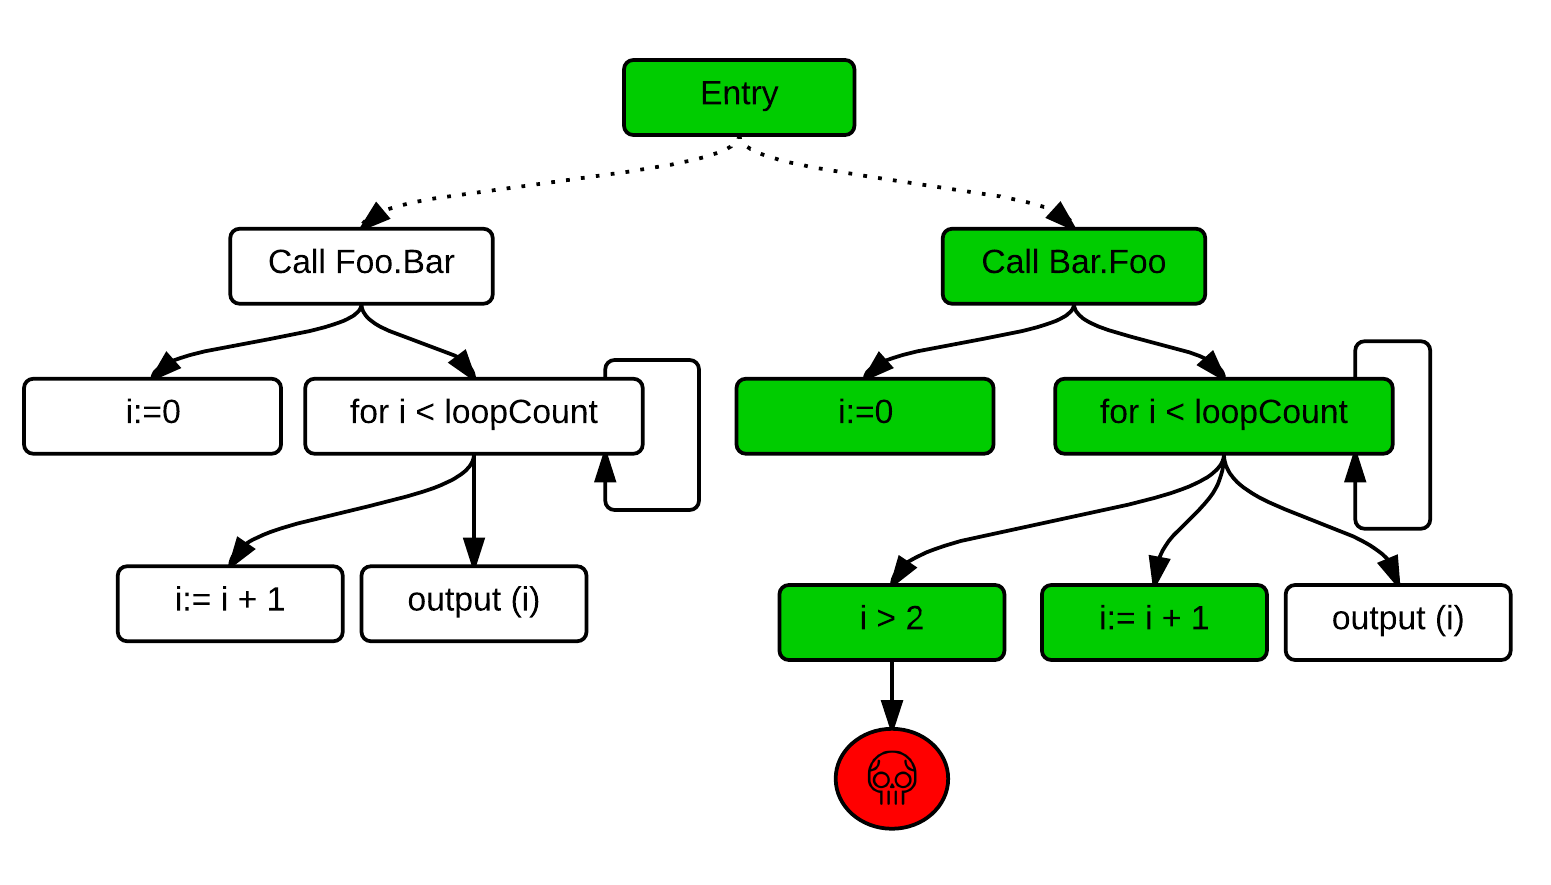 Entry
Call Foo.Bar
Call Bar.Foo
i:=0
for i < loopCount
i:=0
for i < loopCount
i:= i + 1
output (i)
i > 2
i:= i + 1
output (i)